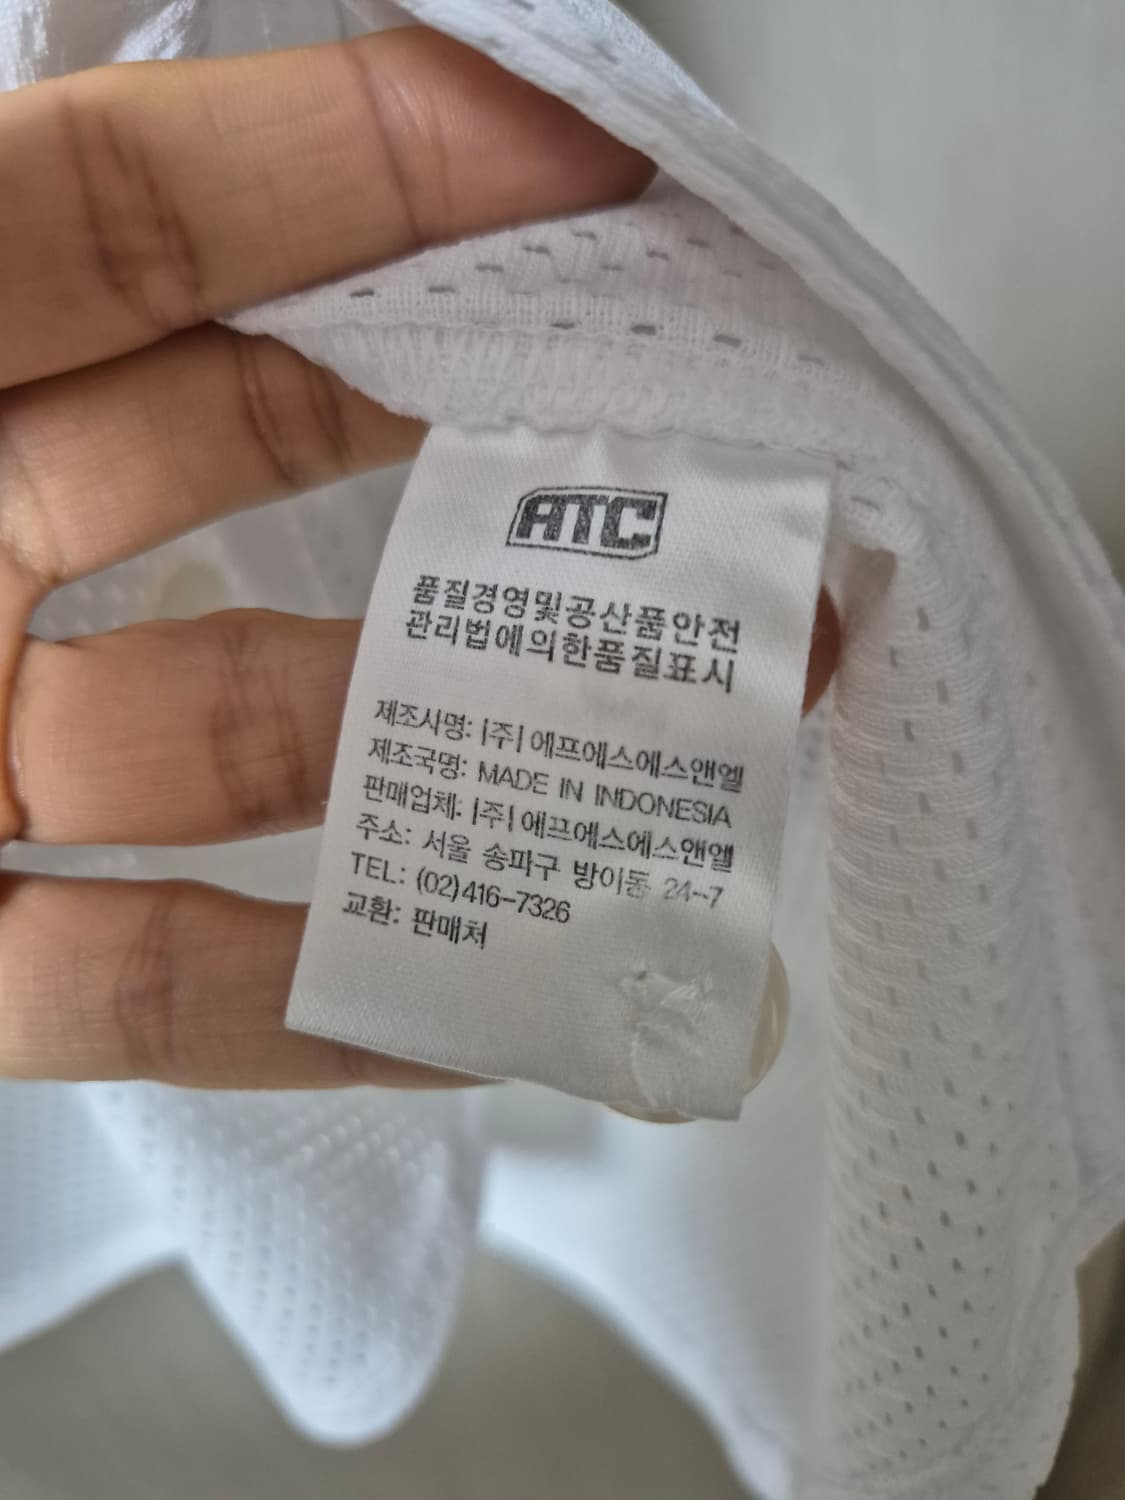 ATC
품질경영및공산품안전
관리법에의한품질표시
제조사명: |주| 에프에스에스앤엘
제조국명: MADE IN INDONESIA
판매업체: |주| 에프에스에스앤엘
주소: 서울 송파구 방이동 24-7
TEL: (02)416-7326
교환: 판매처